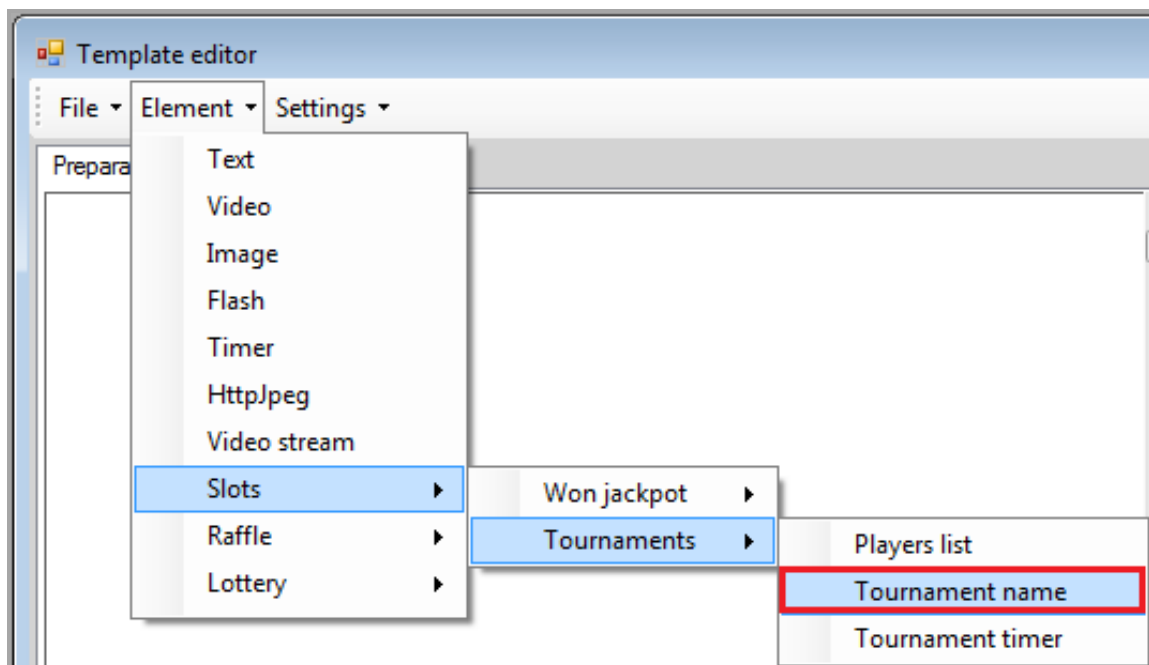 Template editor
File Element Settings
Prepara
Text
Video
Image
Flash
Timer
HttpJpeg
Video stream
Slots
Raffle
Lottery
Won jackpot
Tournaments
Players list
Tournament name
Tournament timer